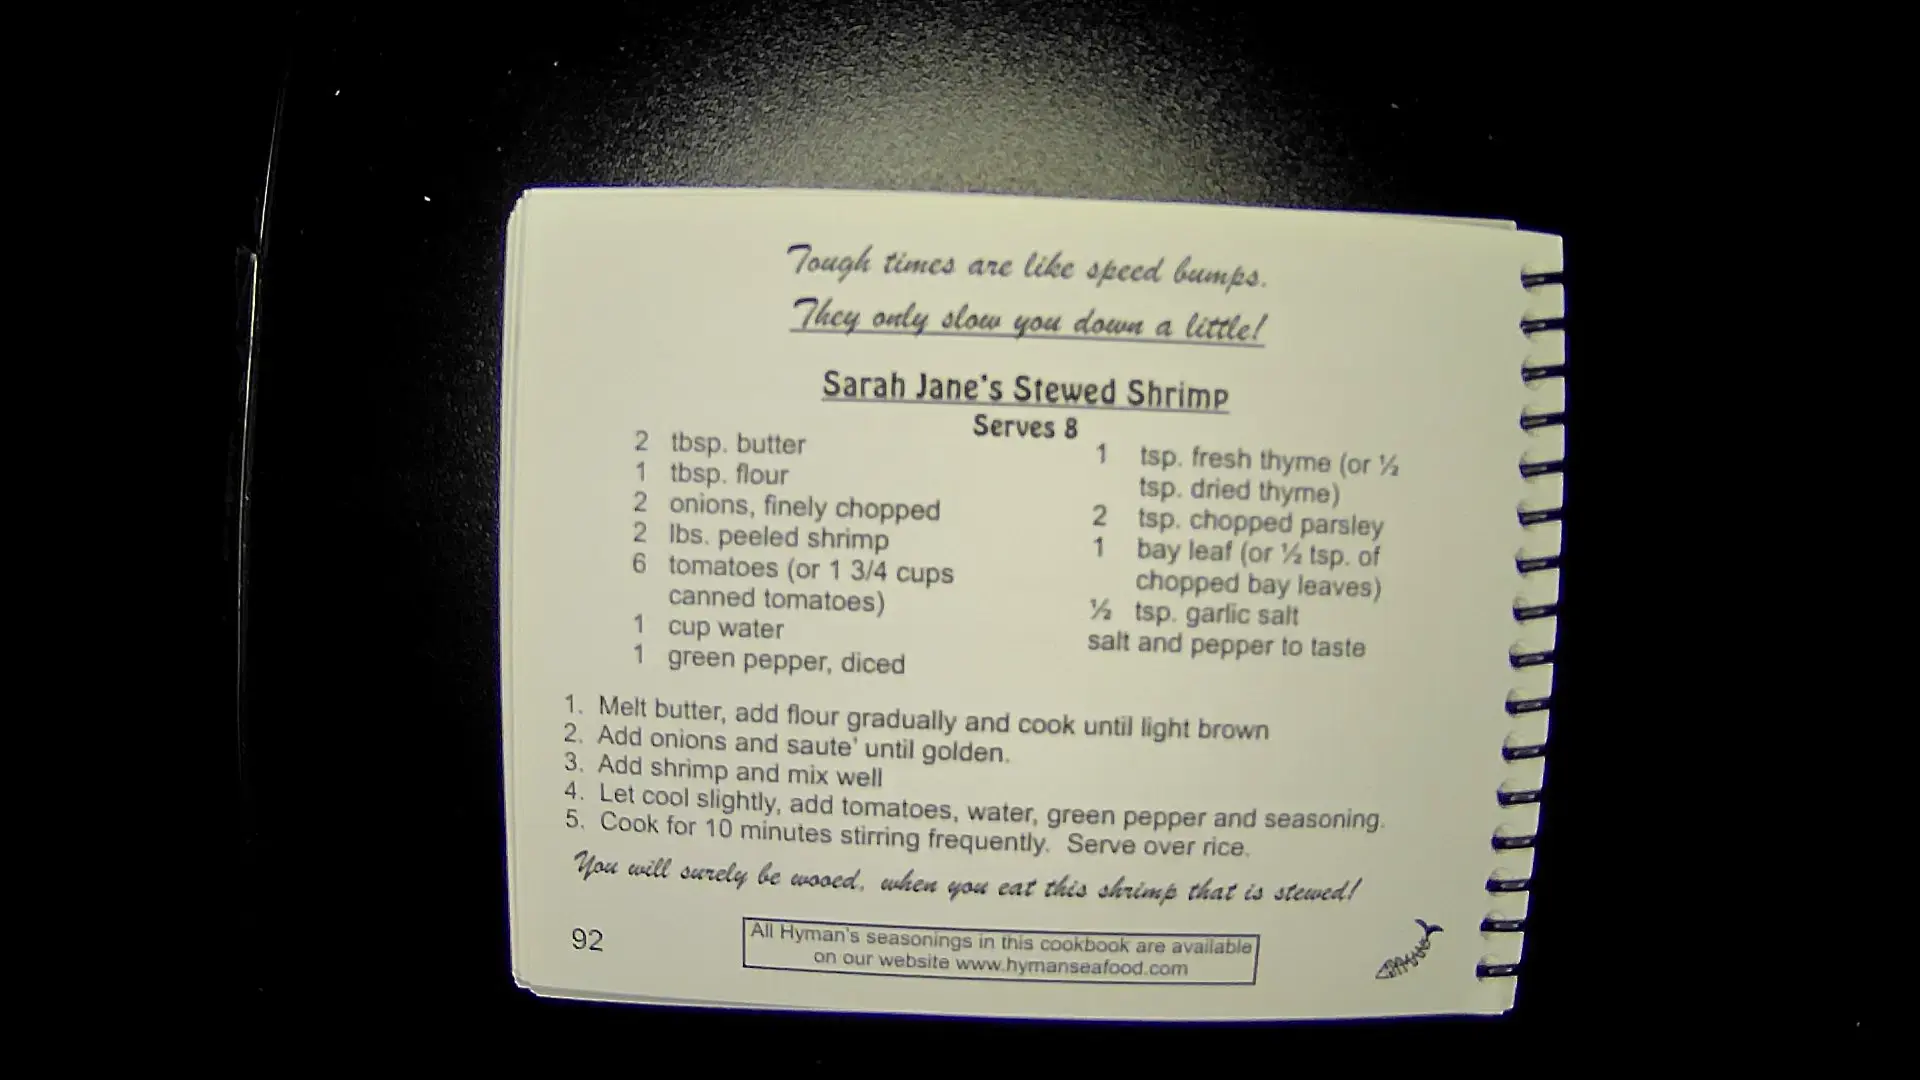 Tough times are like speed bumps.
They only slow you down a little!
Sarah Jane's Stewed Shrimp
Serves 8
2 tbsp. butter
1 tbsp. flour
2 onions, finely chopped
2 lbs. peeled shrimp
6 tomatoes (or 1 3/4 cups
canned tomatoes)
1 cup water
1 green pepper, diced
1 tsp. fresh thyme (or ½
tsp. dried thyme)
2 tsp. chopped parsley
1 bay leaf (or ½ tsp. of
chopped bay leaves)
½ tsp. garlic salt
salt and pepper to taste
1. Melt butter, add flour gradually and cook until light brown
2. Add onions and saute' until golden.
3. Add shrimp and mix well
4. Let cool slightly, add tomatoes, water, green pepper and seasoning.
5. Cook for 10 minutes stirring frequently. Serve over rice.
You will surely be wooed, when you eat this shrimp that is stewed!
92
All Hyman's seasonings in this cookbook are available
on our website www.hymanseafood.com